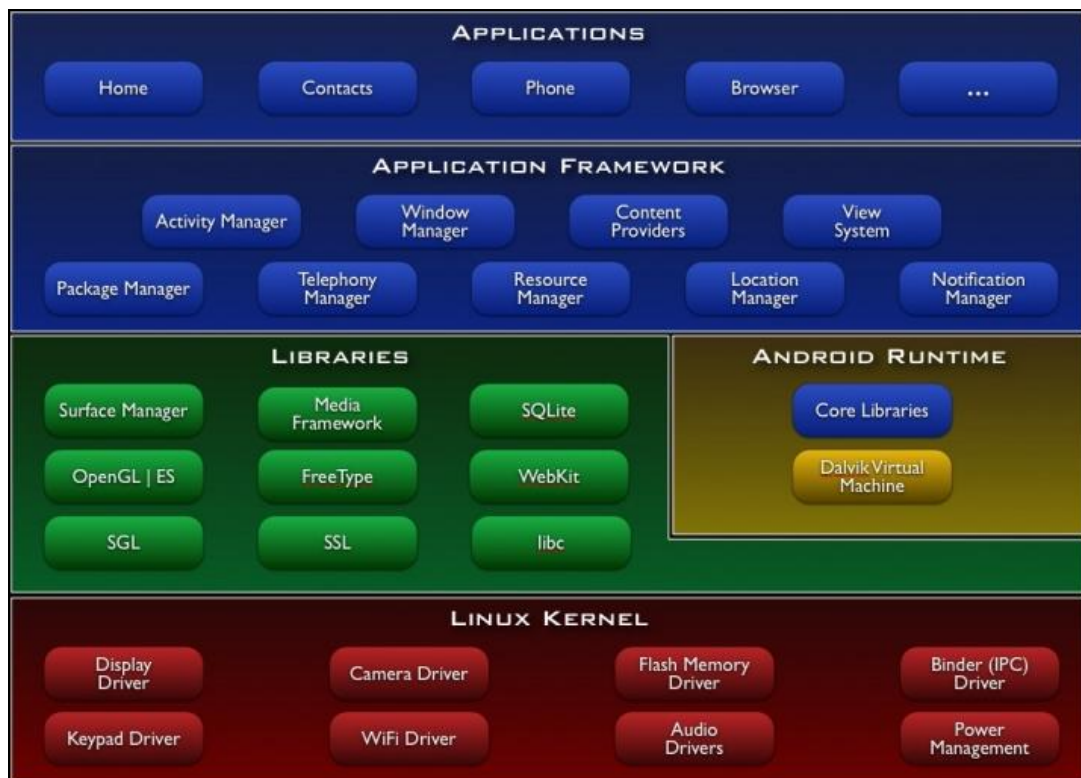 APPLICATIONS
Home
Contacts
Phone
Browser
...
APPLICATION FRAMEWORK
Activity Manager
Window
Manager
Content
Providers
View
System
Package Manager
Telephony
Manager
Resource
Manager
Location
Manager
Notification
Manager
LIBRARIES
Surface Manager
Media
Framework
SQLite
OpenGL | ES
FreeType
WebKit
SGL
SSL
libc
ANDROID RUNTIME
Core Libraries
Dalvik Virtual
Machine
LINUX KERNEL
Display
Driver
Camera Driver
Flash Memory
Driver
Binder (IPC)
Driver
Keypad Driver
WiFi Driver
Audio
Drivers
Power
Management